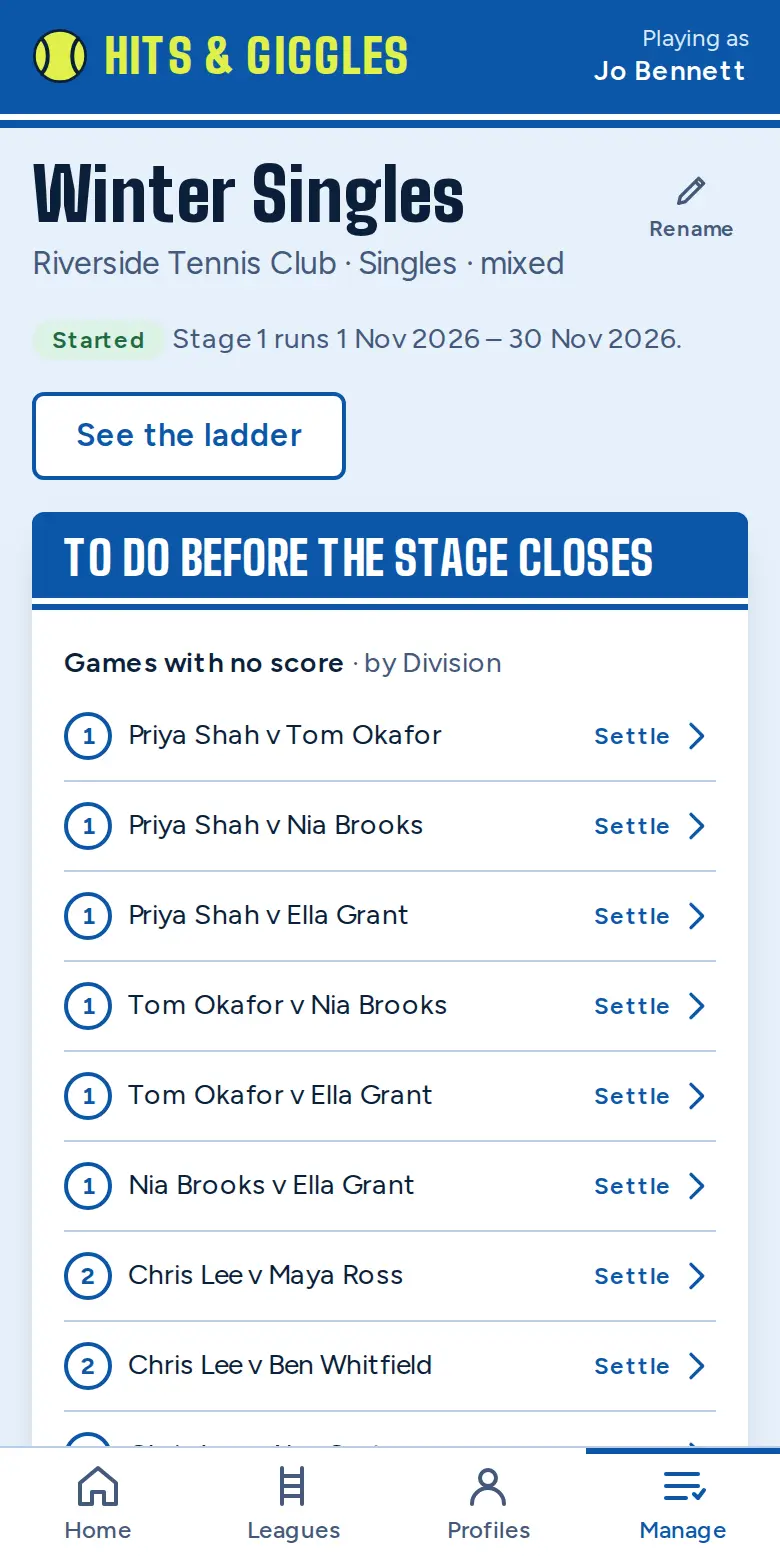 HITS & GIGGLES
Playing as
Jo Bennett
Winter Singles
Rename
Riverside Tennis Club · Singles · mixed
Started Stage 1 runs 1 Nov 2026 – 30 Nov 2026.
See the ladder
TO DO BEFORE THE STAGE CLOSES
Games with no score · by Division
1 Priya Shah v Tom Okafor Settle
1 Priya Shah v Nia Brooks Settle
1 Priya Shah v Ella Grant Settle
1 Tom Okafor v Nia Brooks Settle
1 Tom Okafor v Ella Grant Settle
1 Nia Brooks v Ella Grant Settle
2 Chris Lee v Maya Ross Settle
2 Chris Lee v Ben Whitfield Settle
Home Leagues Profiles Manage